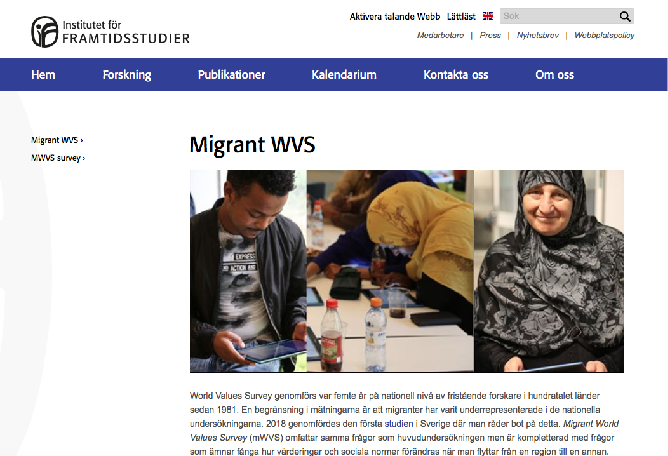 Aktivera talande Webb Lättläst Sök
Institutet för
FRAMTIDSSTUDIER
Medarbetare | Press | Nyhetsbrev | Webbplatspolicy
Hem Forskning Publikationer Kalendarium Kontakta oss Om oss
Migrant WVS ›
MWVS survey ›
Migrant WVS
EXPRESS
ACTION AND
World Values Survey genomförs var femte år på nationell nivå av fristående forskare i hundratalet länder
sedan 1981. En begränsning i mätningarna är att migranter har varit underrepresenterade i de nationella
undersökningarna. 2018 genomfördes den första studien i Sverige där man råder bot på detta. Migrant World
Values Survey (mWVS) omfattar samma frågor som huvudundersökningen men är kompletterad med frågor
som ämnar fånga hur värderingar och sociala normer förändras när man flyttar från en region till en annan.